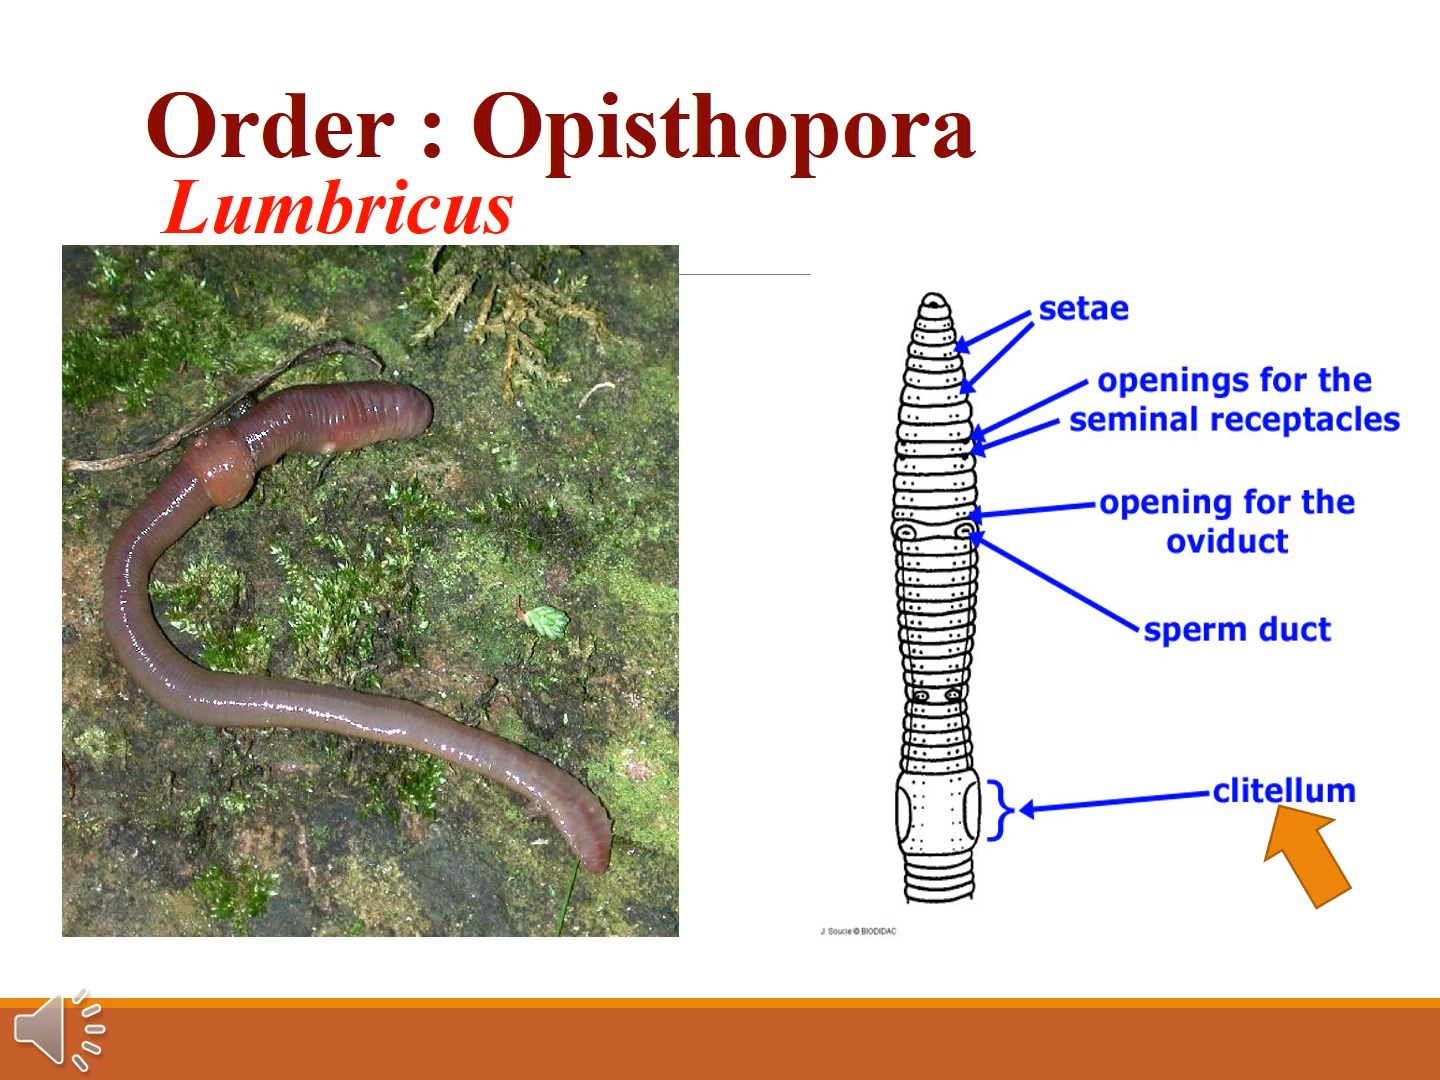 Order : Opisthopora
Lumbricus
setae
openings for the
seminal receptacles
opening for the
oviduct
sperm duct
clitellum
J. Soucie © BIODIDAC